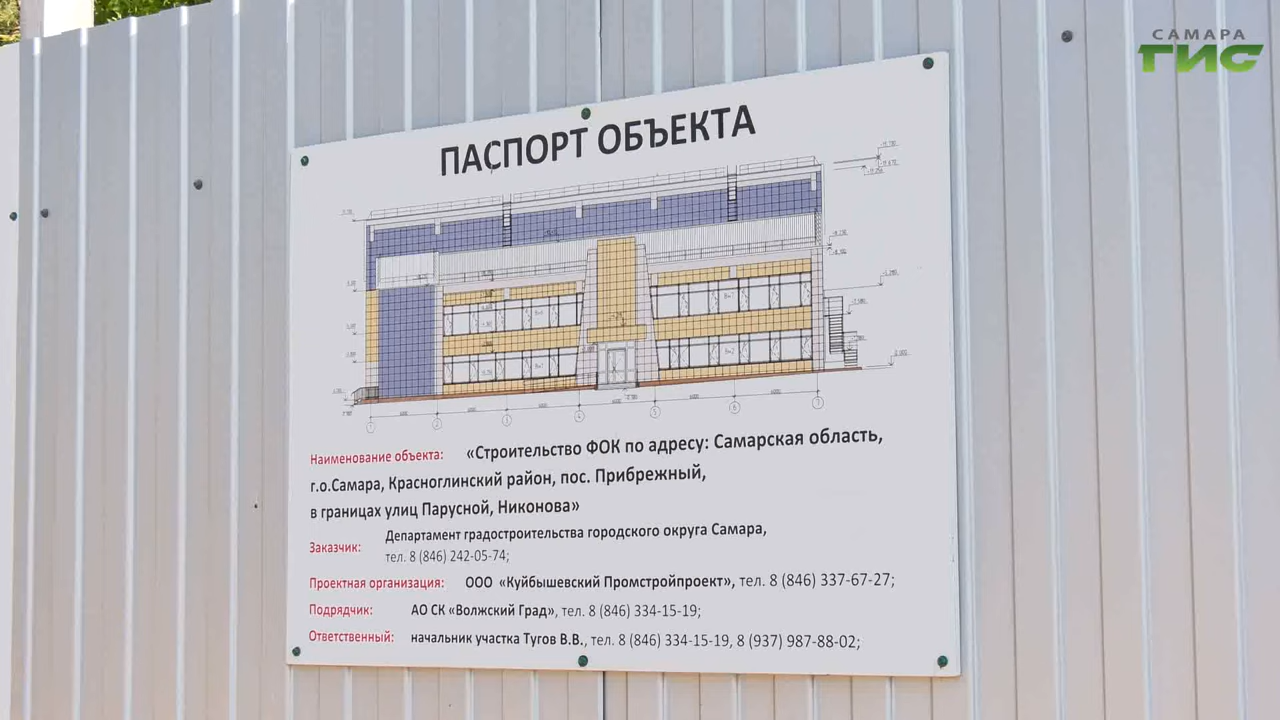 САМАРА
ГИС
ПАСПОРТ ОБЪЕКТА
Наименование объекта: «Строительство ФОК по адресу: Самарская область,
г.о.Самара, Красноглинский район, пос. Прибрежный,
в границах улиц Парусной, Никонова»
Заказчик: Департамент градостроительства городского округа Самара,
тел. 8 (846) 242-05-74;
Проектная организация: ООО «Куйбышевский Промстройпроект», тел. 8 (846) 337-67-27;
Подрядчик: АО СК «Волжский Град», тел. 8 (846) 334-15-19;
Ответственный: начальник участка Тугов В.В., тел. 8 (846) 334-15-19, 8 (937) 987-88-02;